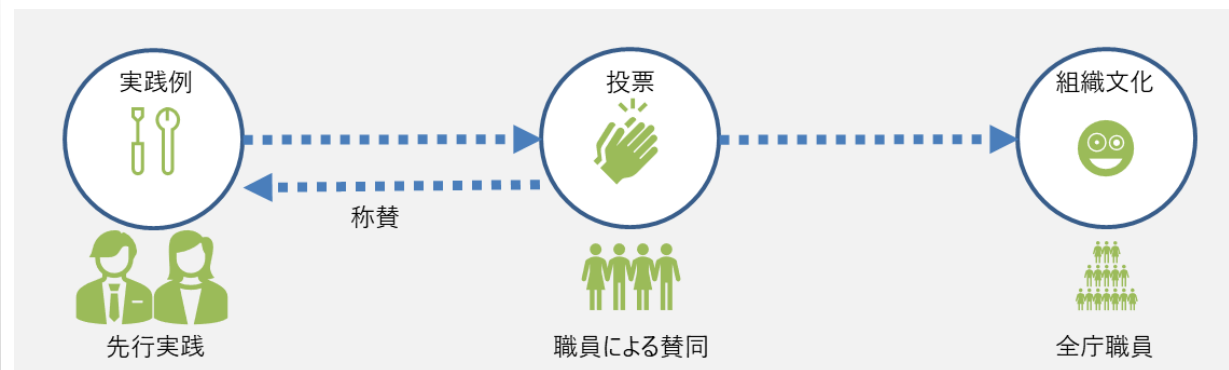 実践例
投票
組織文化
称賛
先行実践
職員による賛同
全庁職員